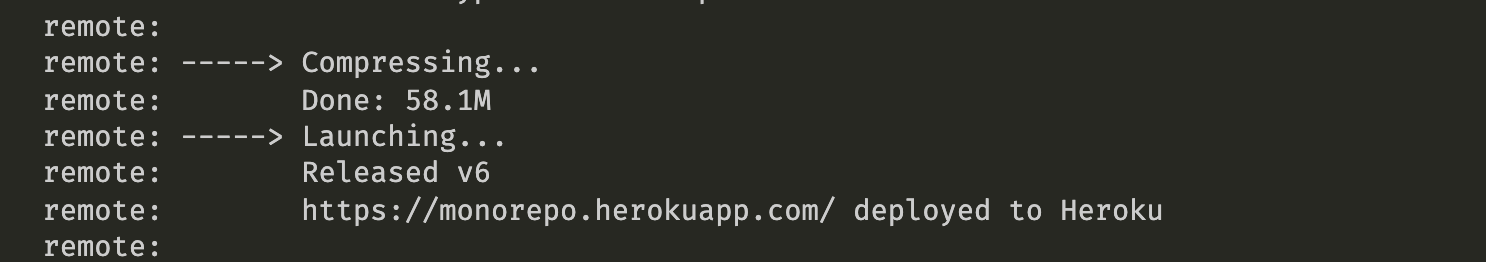 remote:
remote: -----> Compressing...
remote:        Done: 58.1M
remote: -----> Launching...
remote:        Released v6
remote:        https://monorepo.herokuapp.com/ deployed to Heroku
remote: